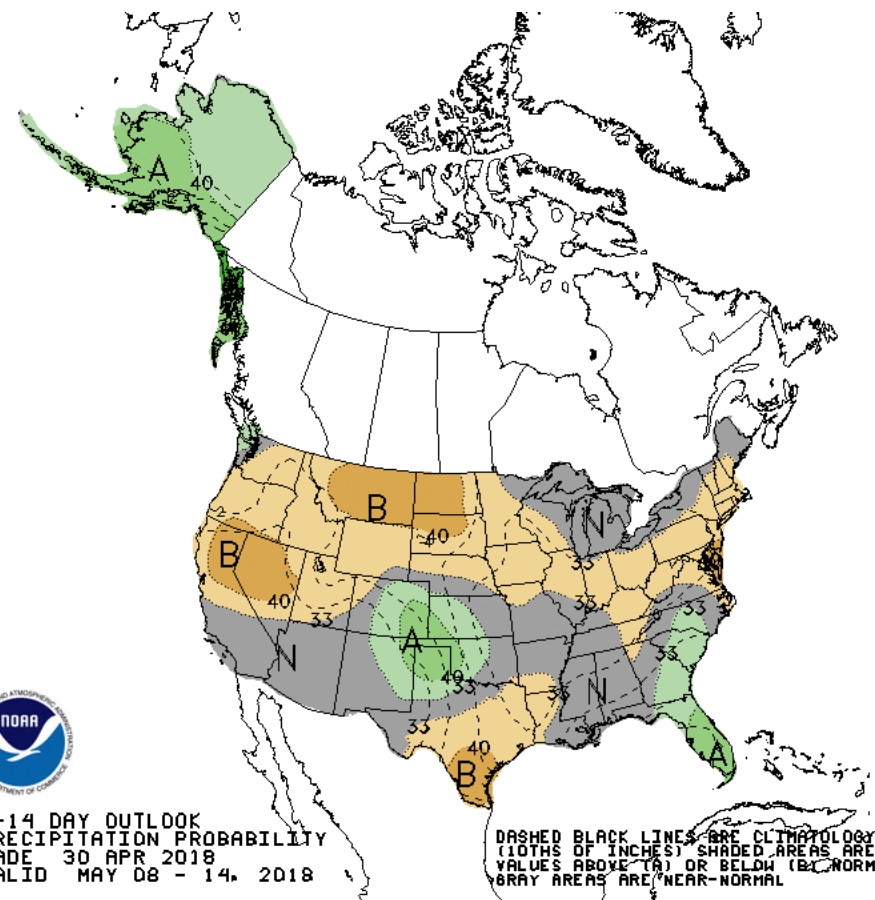 A
40
B
N
B
40
33
40
33
33
40
33
33
A
N
40
33
33
N
33
40
A
B
NOAA
-14 DAY OUTLOOK
RECIPITATION PROBABILITY
ADE 30 APR 2018
ALID MAY 08 - 14, 2018
DASHED BLACK LINES ARE CLIMATOLOGY
(10THS OF INCHES) SHADED AREAS ARE
VALUES ABOVE (A) OR BELOW (B) NORM
GRAY AREAS ARE NEAR-NORMAL